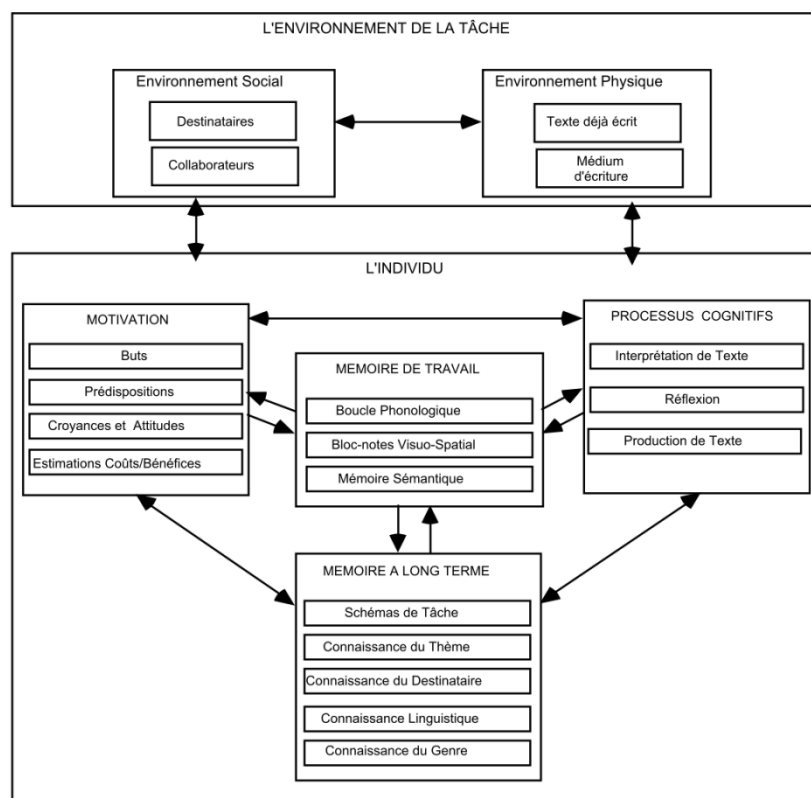 L'ENVIRONNEMENT DE LA TÂCHE
Environnement Social
Destinataires
Collaborateurs
Environnement Physique
Texte déjà écrit
Médium
d'écriture
L'INDIVIDU
MOTIVATION
Buts
Prédispositions
Croyances et Attitudes
Estimations Coûts/Bénéfices
MEMOIRE DE TRAVAIL
Boucle Phonologique
Bloc-notes Visuo-Spatial
Mémoire Sémantique
PROCESSUS COGNITIFS
Interprétation de Texte
Réflexion
Production de Texte
MEMOIRE A LONG TERME
Schémas de Tâche
Connaissance du Thème
Connaissance du Destinataire
Connaissance Linguistique
Connaissance du Genre